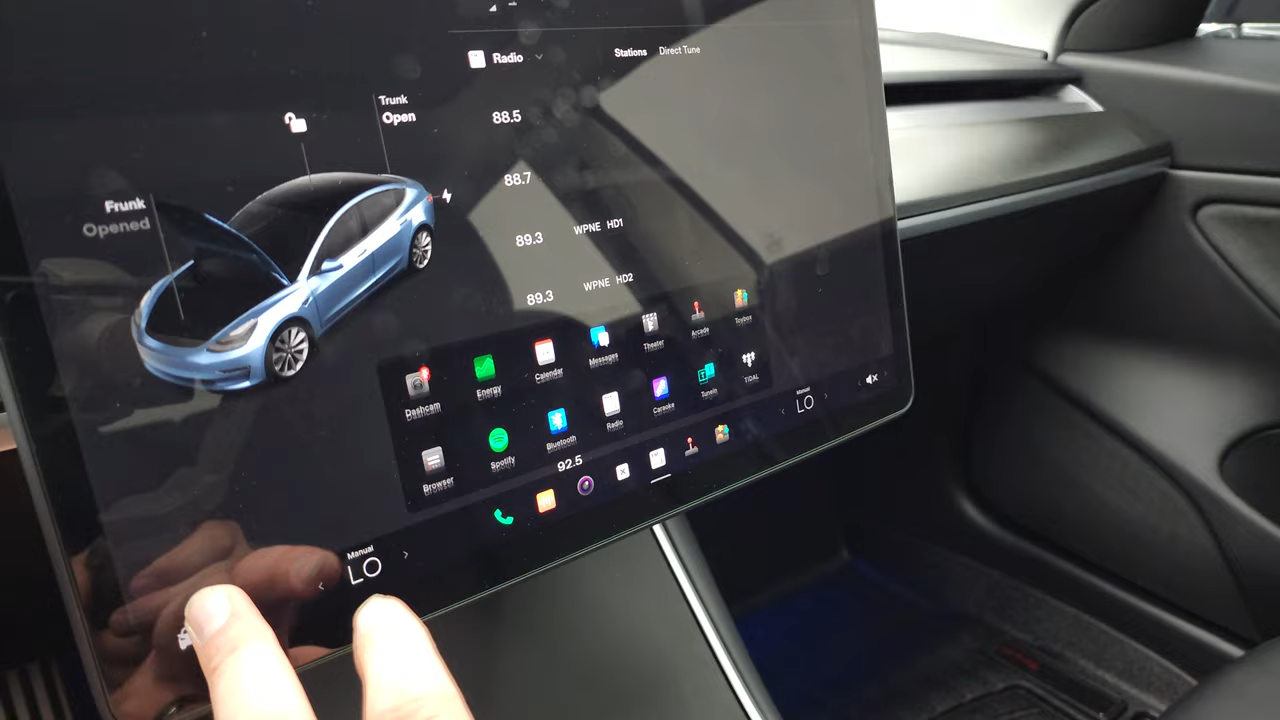 Radio
Stations Direct Tune
Trunk
Open
88.5
88.7
Frunk
Opened
89.3 WPNE HD1
89.3 WPNE HD2
Dashcam
Energy
Calendar
Messages
Theater
Arcade
Toybox
Browser
Spotify
Bluetooth
Radio
Caraoke
TuneIn
TIDAL
92.5
Manual
LO
Manual
LO